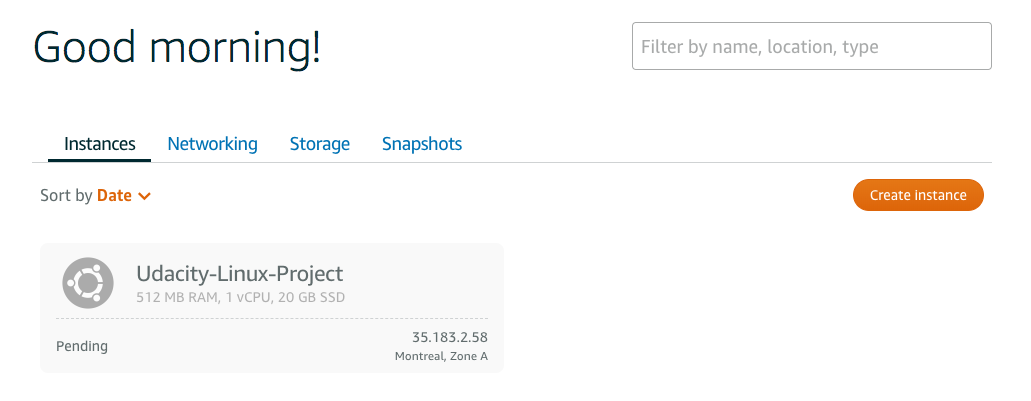 Good morning!
Filter by name, location, type
Instances Networking Storage Snapshots
Sort by Date
Create instance
Udacity-Linux-Project
512 MB RAM, 1 vCPU, 20 GB SSD
Pending
35.183.2.58
Montreal, Zone A